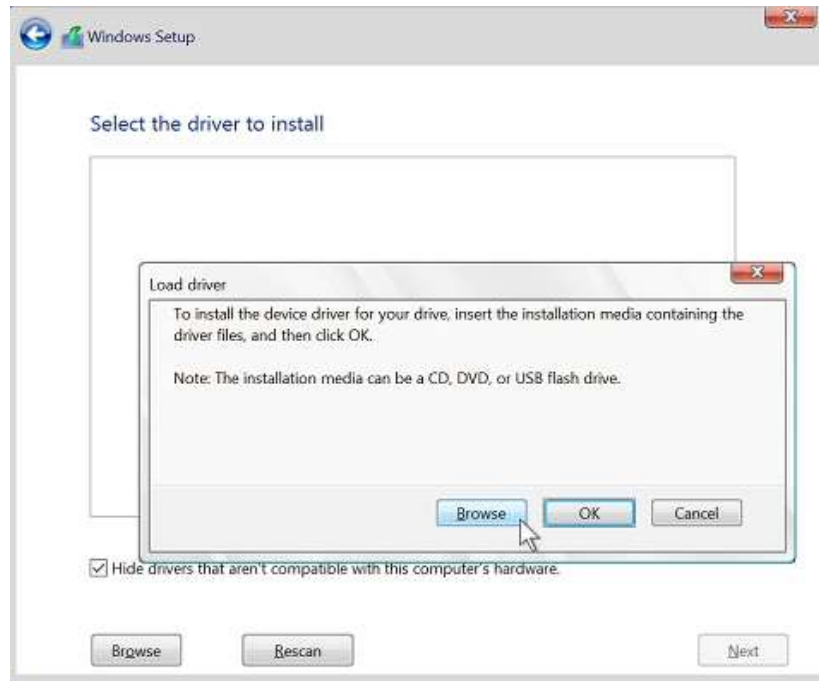 Windows Setup
Select the driver to install
Load driver
To install the device driver for your drive, insert the installation media containing the
driver files, and then click OK.
Note: The installation media can be a CD, DVD, or USB flash drive.
Browse OK Cancel
Hide drivers that aren't compatible with this computer's hardware.
Browse Rescan Next